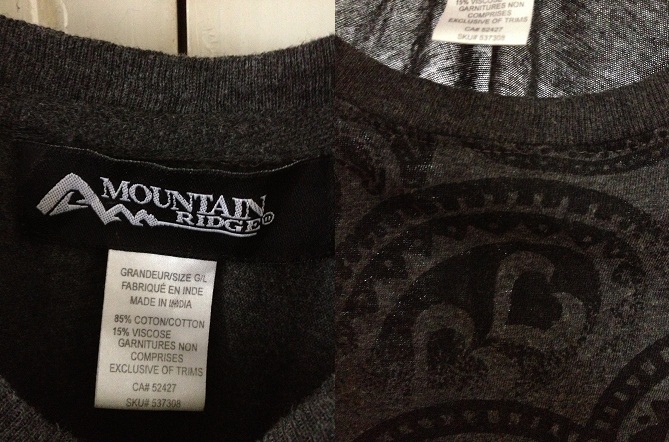 MOUNTAIN
RIDGE®
GRANDEUR/SIZE G/L
FABRIQUÉ EN INDE
MADE IN INDIA
85% COTON/COTTON
15% VISCOSE
GARNITURES NON
COMPRISES
EXCLUSIVE OF TRIMS
CA# 52427
SKU# 537308
15% VISCOSE
GARNITURES NON
COMPRISES
EXCLUSIVE OF TRIMS
CA# 52427
SKU# 537308